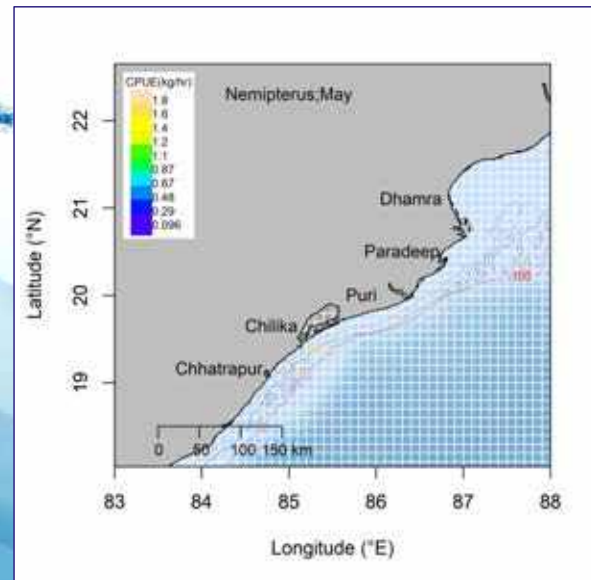 CPUE(kg/hr)
1.8
1.6
1.4
1.2
1.1
0.87
0.67
0.48
0.29
0.096
Nemipterus;May
Dhamra
Paradeep
Puri
Chilika
Chhatrapur
100
0 50 100 150 km
22
21
20
19
Latitude (°N)
83 84 85 86 87 88
Longitude (°E)